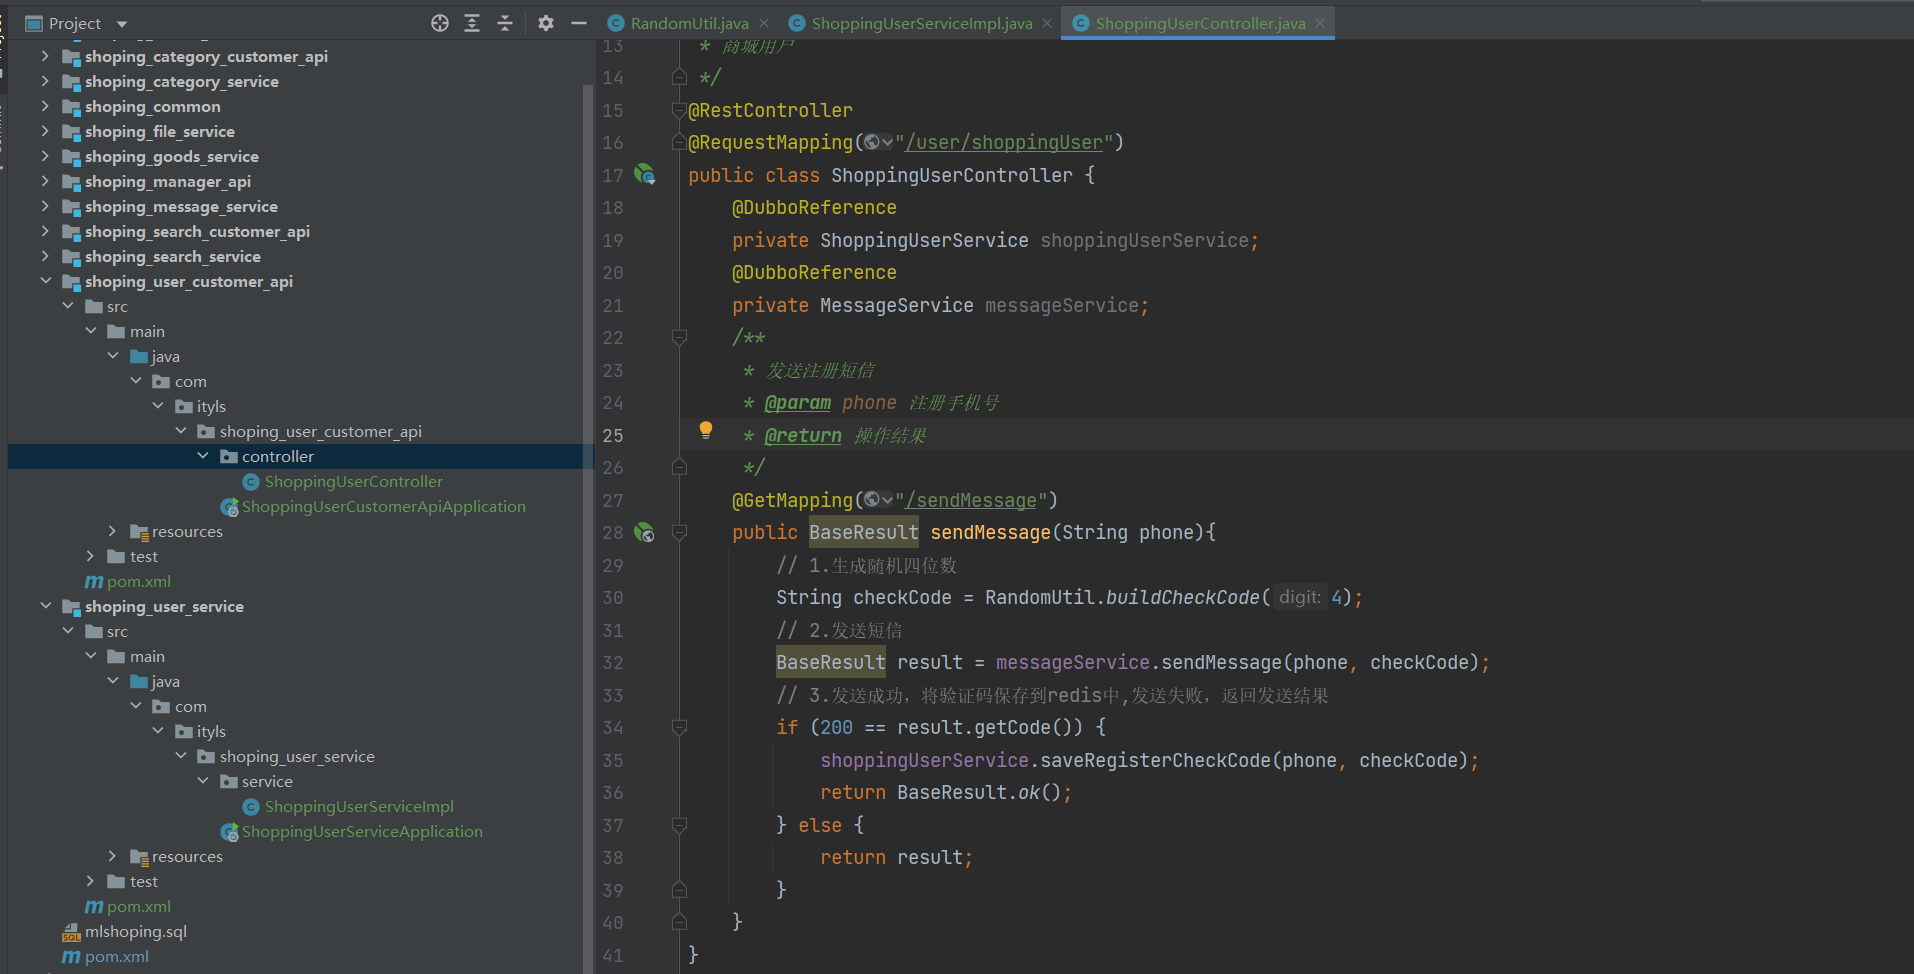 Project
shoping_category_customer_api
shoping_category_service
shoping_common
shoping_file_service
shoping_goods_service
shoping_manager_api
shoping_message_service
shoping_search_customer_api
shoping_search_service
shoping_user_customer_api
src
main
java
com
ityls
shoping_user_customer_api
controller
ShoppingUserController
ShoppingUserCustomerApiApplication
resources
test
pom.xml
shoping_user_service
src
main
java
com
ityls
shoping_user_service
service
ShoppingUserServiceImpl
ShoppingUserServiceApplication
resources
test
pom.xml
mlshoping.sql
pom.xml
RandomUtil.java ShoppingUserServiceImpl.java ShoppingUserController.java
13 * 商城用户
14 */
15 @RestController
16 @RequestMapping("/user/shoppingUser")
17 public class ShoppingUserController {
18 @DubboReference
19 private ShoppingUserService shoppingUserService;
20 @DubboReference
21 private MessageService messageService;
22 /**
23 * 发送注册短信
24 * @param phone 注册手机号
25 * @return 操作结果
26 */
27 @GetMapping("/sendMessage")
28 public BaseResult sendMessage(String phone){
29 // 1.生成随机四位数
30 String checkCode = RandomUtil.buildCheckCode( digit: 4);
31 // 2.发送短信
32 BaseResult result = messageService.sendMessage(phone, checkCode);
33 // 3.发送成功，将验证码保存到redis中,发送失败，返回发送结果
34 if (200 == result.getCode()) {
35 shoppingUserService.saveRegisterCheckCode(phone, checkCode);
36 return BaseResult.ok();
37 } else {
38 return result;
39 }
40 }
41 }